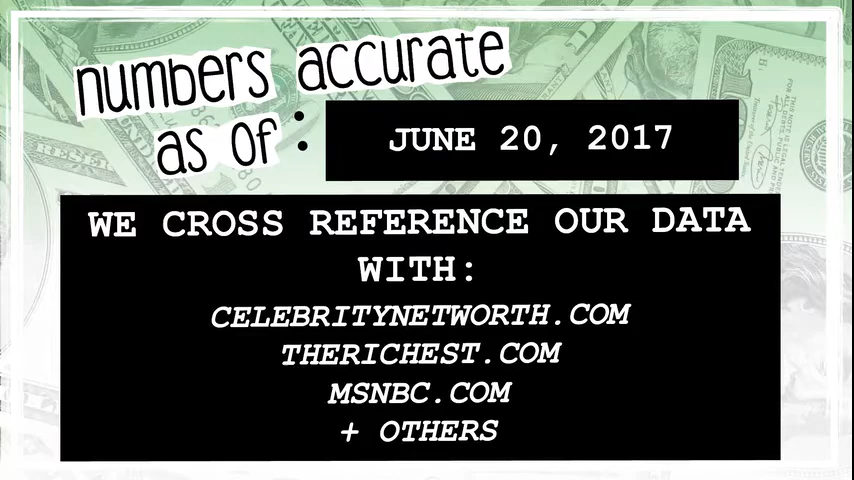 numbers accurate
as of: JUNE 20, 2017
WE CROSS REFERENCE OUR DATA
WITH:
CELEBRITYNETWORTH.COM
THERICHEST.COM
MSNBC.COM
+ OTHERS